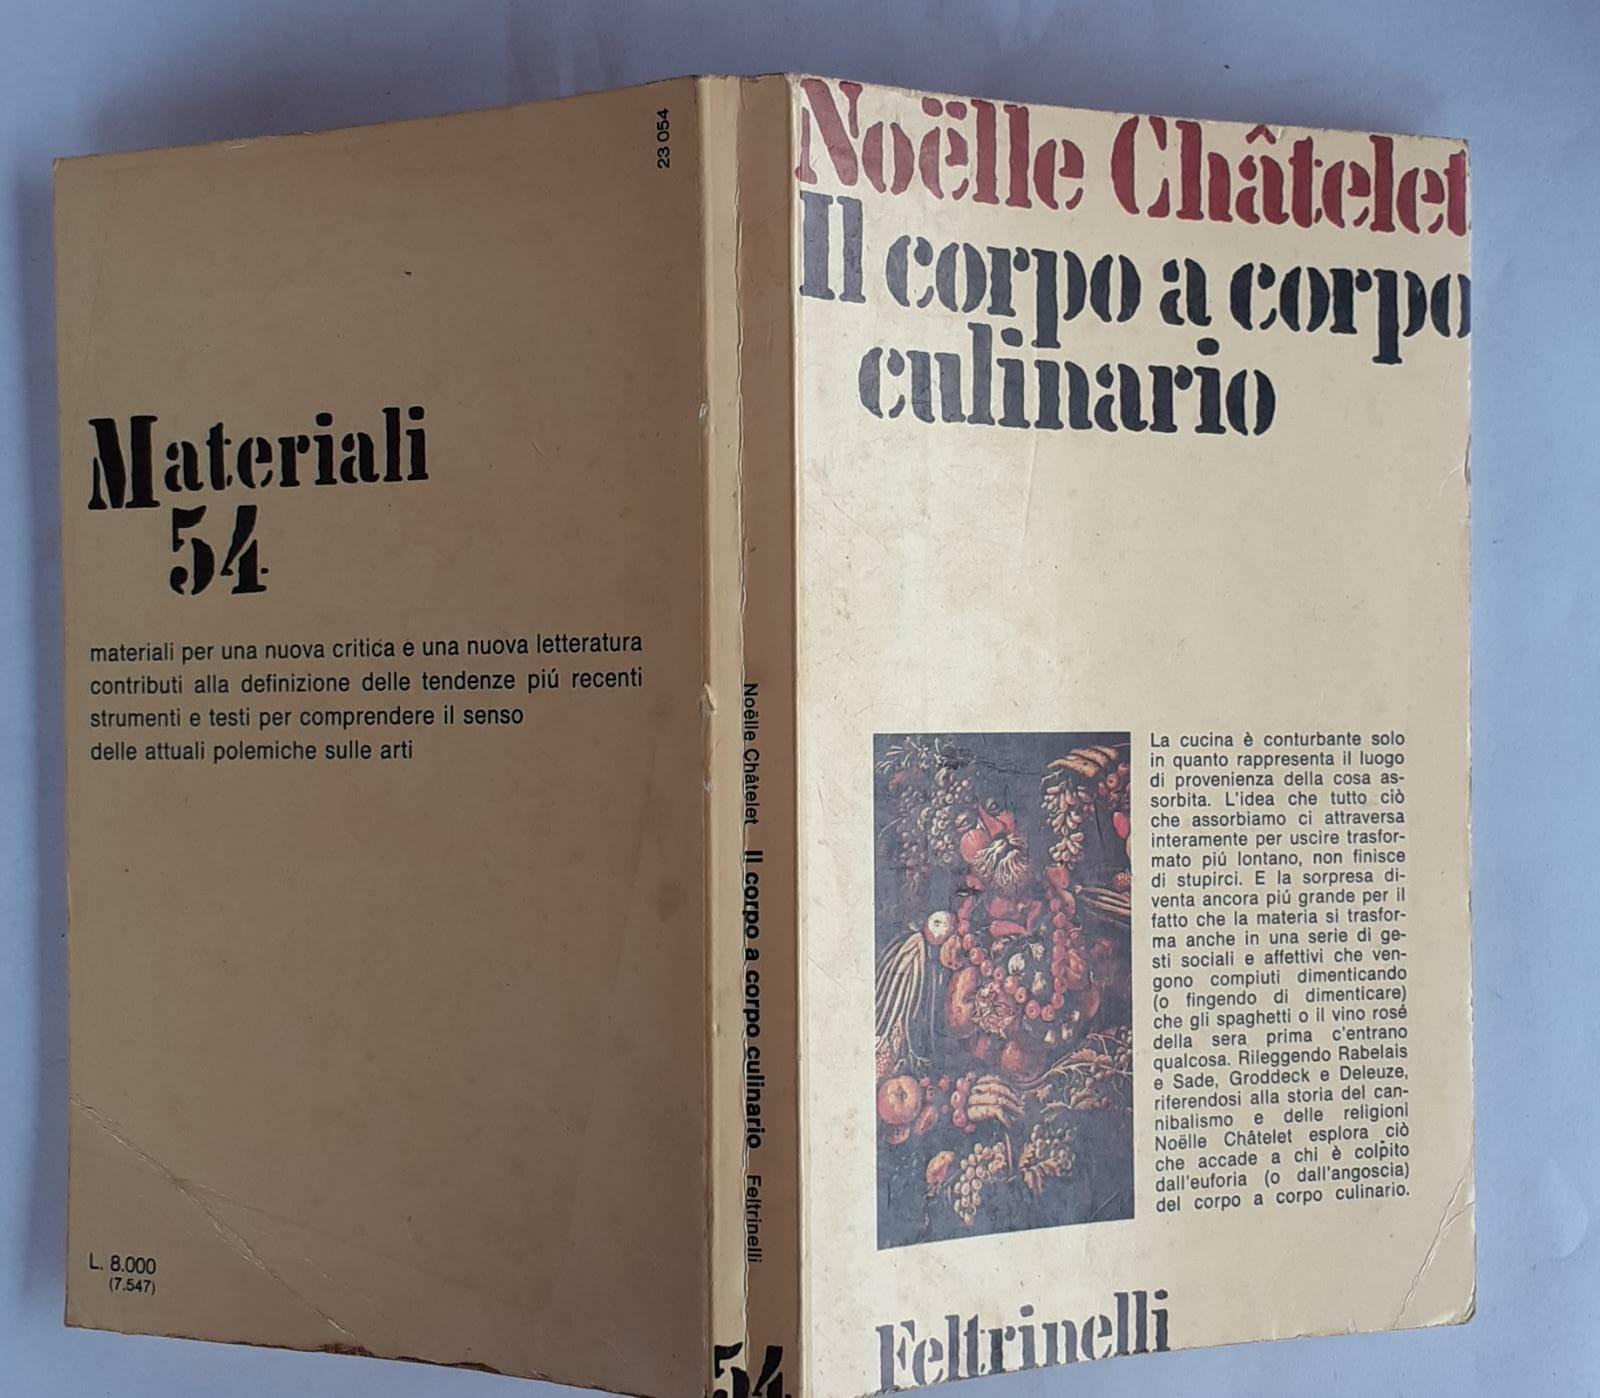 23 054
Materiali
54
materiali per una nuova critica e una nuova letteratura
contributi alla definizione delle tendenze piú recenti
strumenti e testi per comprendere il senso
delle attuali polemiche sulle arti
L. 8.000
(7.547)
Noëlle Châtelet Il corpo a corpo culinario Feltrinelli
54
Noëlle Châtelet
Il corpo a corpo
culinario
La cucina è conturbante solo
in quanto rappresenta il luogo
di provenienza della cosa as-
sorbita. L'idea che tutto ciò
che assorbiamo ci attraversa
interamente per uscire trasfor-
mato piú lontano, non finisce
di stupirci. E la sorpresa di-
venta ancora piú grande per il
fatto che la materia si trasfor-
ma anche in una serie di ge-
sti sociali e affettivi che ven-
gono compiuti dimenticando
(o fingendo di dimenticare)
che gli spaghetti o il vino rosé
della sera prima c'entrano
qualcosa. Rileggendo Rabelais
e Sade, Groddeck e Deleuze,
riferendosi alla storia del can-
nibalismo e delle religioni
Noëlle Châtelet esplora ciò
che accade a chi è colpito
dall'euforia (o dall'angoscia)
del corpo a corpo culinario.
Feltrinelli